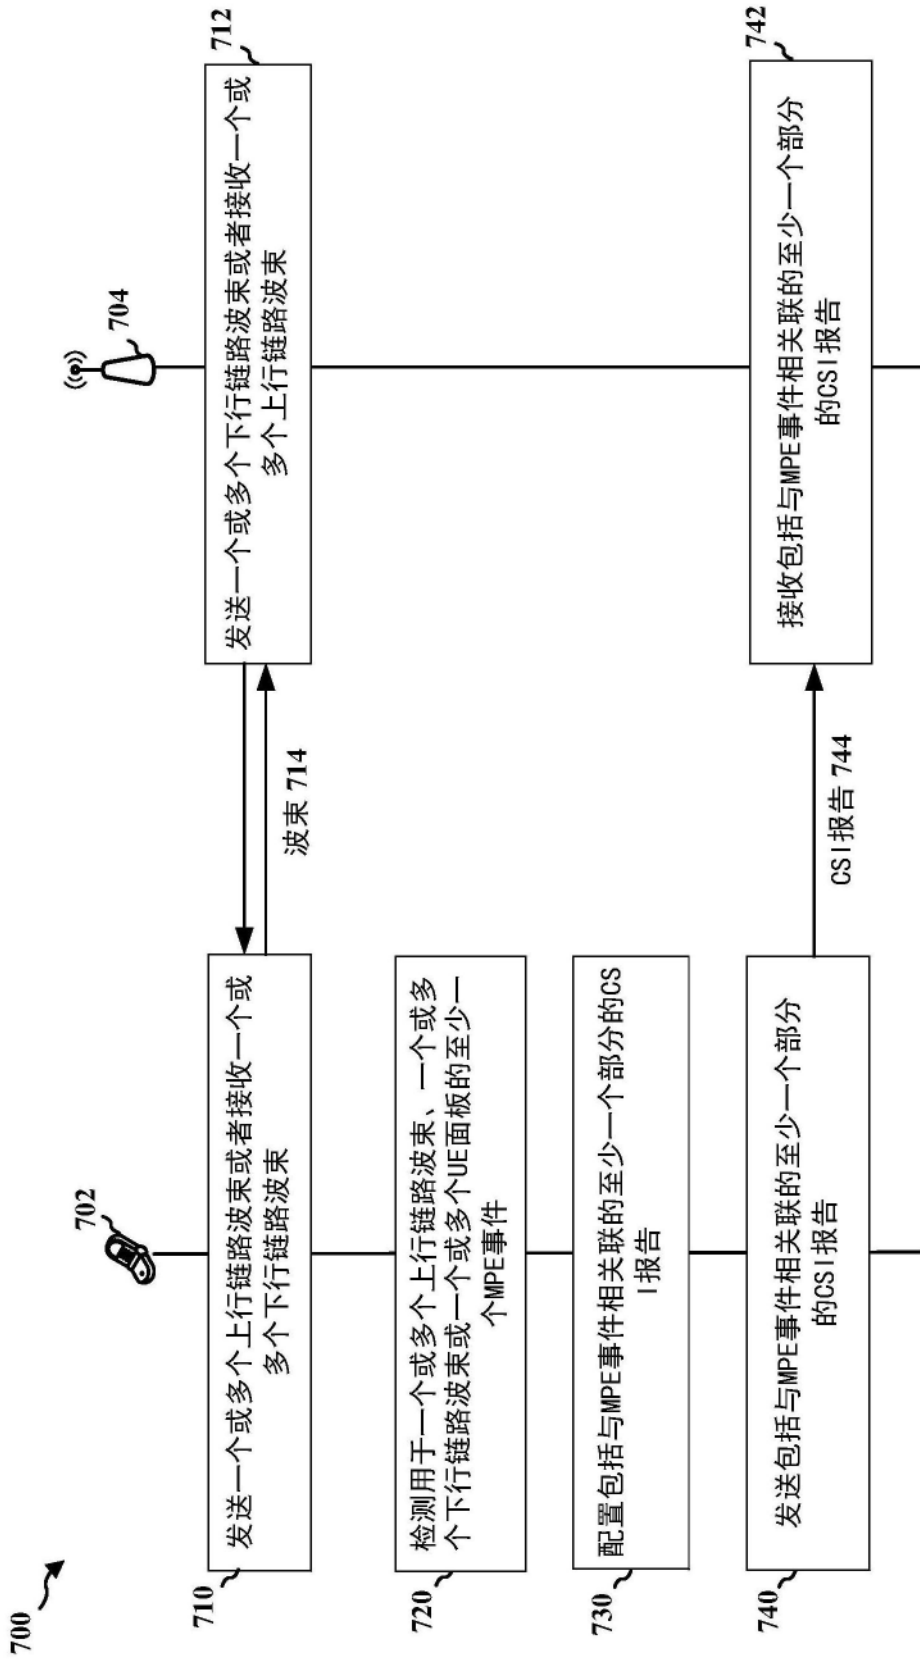 700
702
704
710
发送一个或多个上行链路波束或者接收一个或
多个下行链路波束
712
发送一个或多个下行链路波束或者接收一个或
多个上行链路波束
波束 714
720
检测用于一个或多个上行链路波束、一个或多
个下行链路波束或一个或多个UE面板的至少一
个MPE事件
730
配置包括与MPE事件相关联的至少一个部分的CS
I报告
740
发送包括与MPE事件相关联的至少一个部分
的CSI报告
CSI报告 744
742
接收包括与MPE事件相关联的至少一个部分
的CSI报告